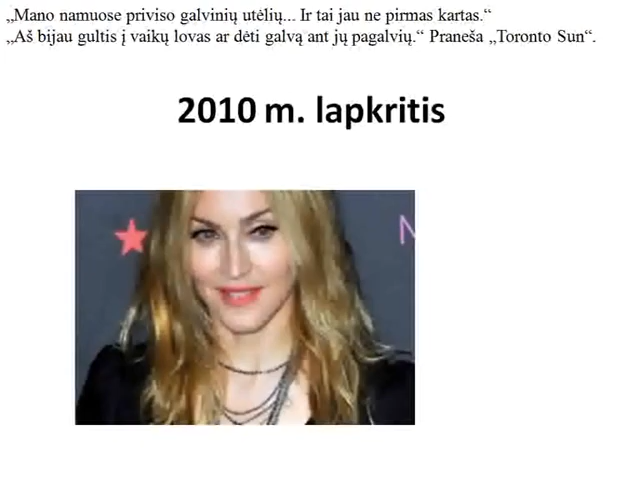 „Mano namuose priviso galvinių utėlių... Ir tai jau ne pirmas kartas.“
„Aš bijau gultis į vaikų lovas ar dėti galvą ant jų pagalvių.“ Praneša „Toronto Sun“.
2010 m. lapkritis
N